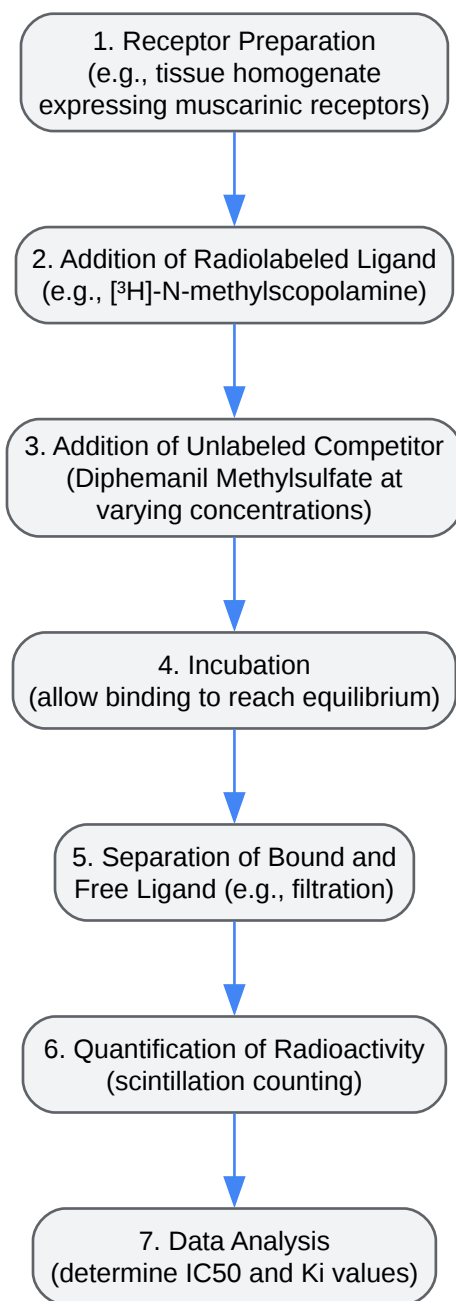 1. Receptor Preparation
(e.g., tissue homogenate
expressing muscarinic receptors)
2. Addition of Radiolabeled Ligand
(e.g., [³H]-N-methylscopolamine)
3. Addition of Unlabeled Competitor
(Diphemanil Methylsulfate at
varying concentrations)
4. Incubation
(allow binding to reach equilibrium)
5. Separation of Bound and
Free Ligand (e.g., filtration)
6. Quantification of Radioactivity
(scintillation counting)
7. Data Analysis
(determine IC50 and Ki values)